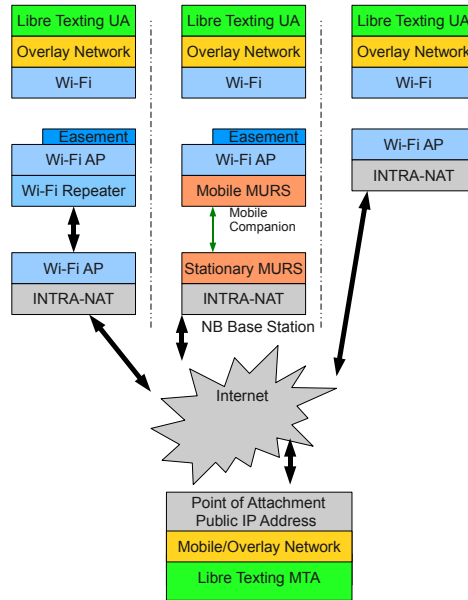 Libre Texting UA
Overlay Network
Wi-Fi
Easement
Wi-Fi AP
Wi-Fi Repeater
Wi-Fi AP
INTRA-NAT
Libre Texting UA
Overlay Network
Wi-Fi
Easement
Wi-Fi AP
Mobile MURS
Mobile
Companion
Stationary MURS
INTRA-NAT
NB Base Station
Libre Texting UA
Overlay Network
Wi-Fi
Wi-Fi AP
INTRA-NAT
Internet
Point of Attachment
Public IP Address
Mobile/Overlay Network
Libre Texting MTA